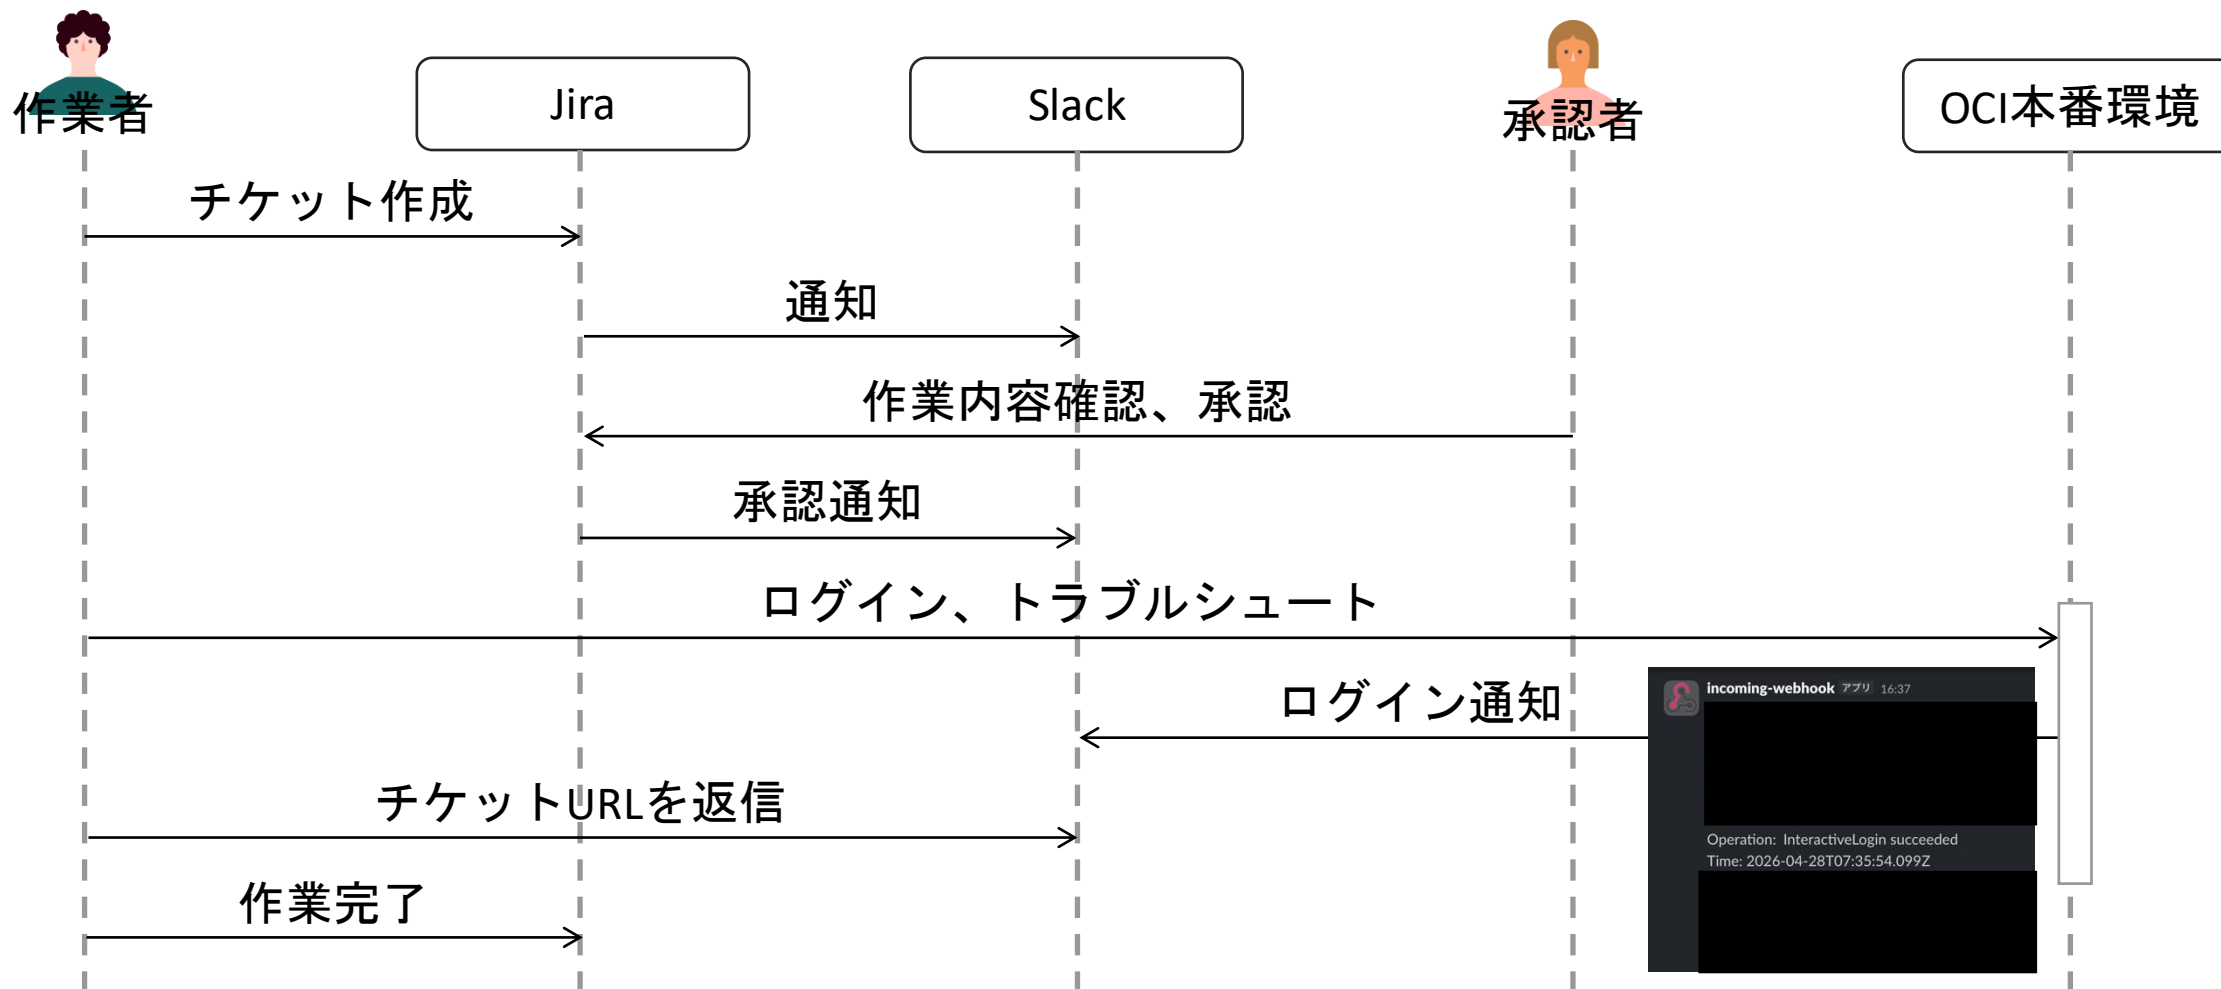 作業者
Jira
Slack
承認者
OCI本番環境
チケット作成
通知
作業内容確認、承認
承認通知
ログイン、トラブルシュート
ログイン通知
incoming-webhook アプリ 16:37
Operation: InteractiveLogin succeeded
Time: 2026-04-28T07:35:54.099Z
チケットURLを返信
作業完了